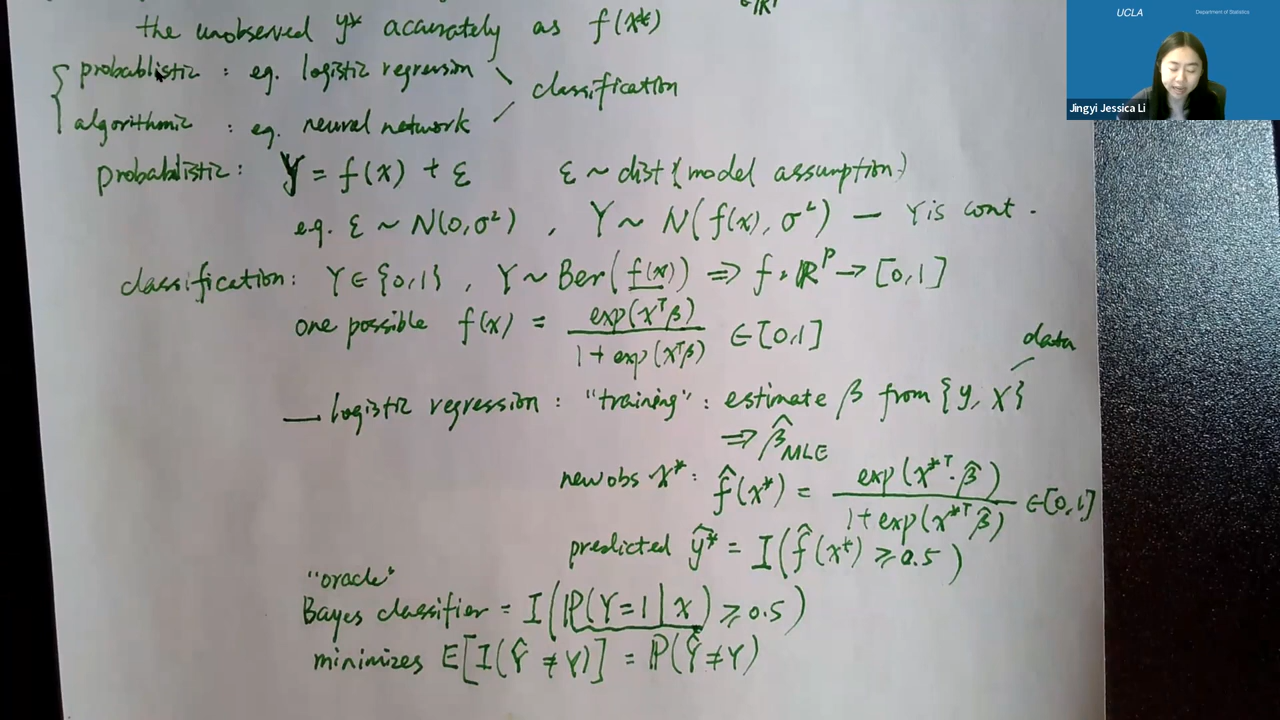 the unobserved y* accurately as f(x*)
{ probablistic : eg. logistic regression
algorithmic : eg. neural network
classification
probabilistic: Y = f(x) + ε   ε ~ dist (model assumption)
e.g. ε ~ N(0, σ²) , Y ~ N(f(x), σ²) — Y is cont.
classification: Y ∈ {0,1} , Y ~ Ber(f(x)) ⇒ f: ℝᴾ → [0,1]
one possible f(x) = exp(xᵀβ) / 1 + exp(xᵀβ) ∈ [0,1]
data
— logistic regression : "training" : estimate β from {y, X}
⇒ β̂_MLE
new obs x* : f̂(x*) = exp(x*ᵀ·β̂) / 1 + exp(x*ᵀβ̂) ∈ [0,1]
predicted ŷ* = I(f̂(x*) ≥ 0.5)
"oracle"
Bayes classifier = I(ℙ(Y=1|x) ≥ 0.5)
minimizes E[I(Ŷ ≠ Y)] = ℙ(Ŷ ≠ Y)
UCLA
Department of Statistics
Jingyi Jessica Li